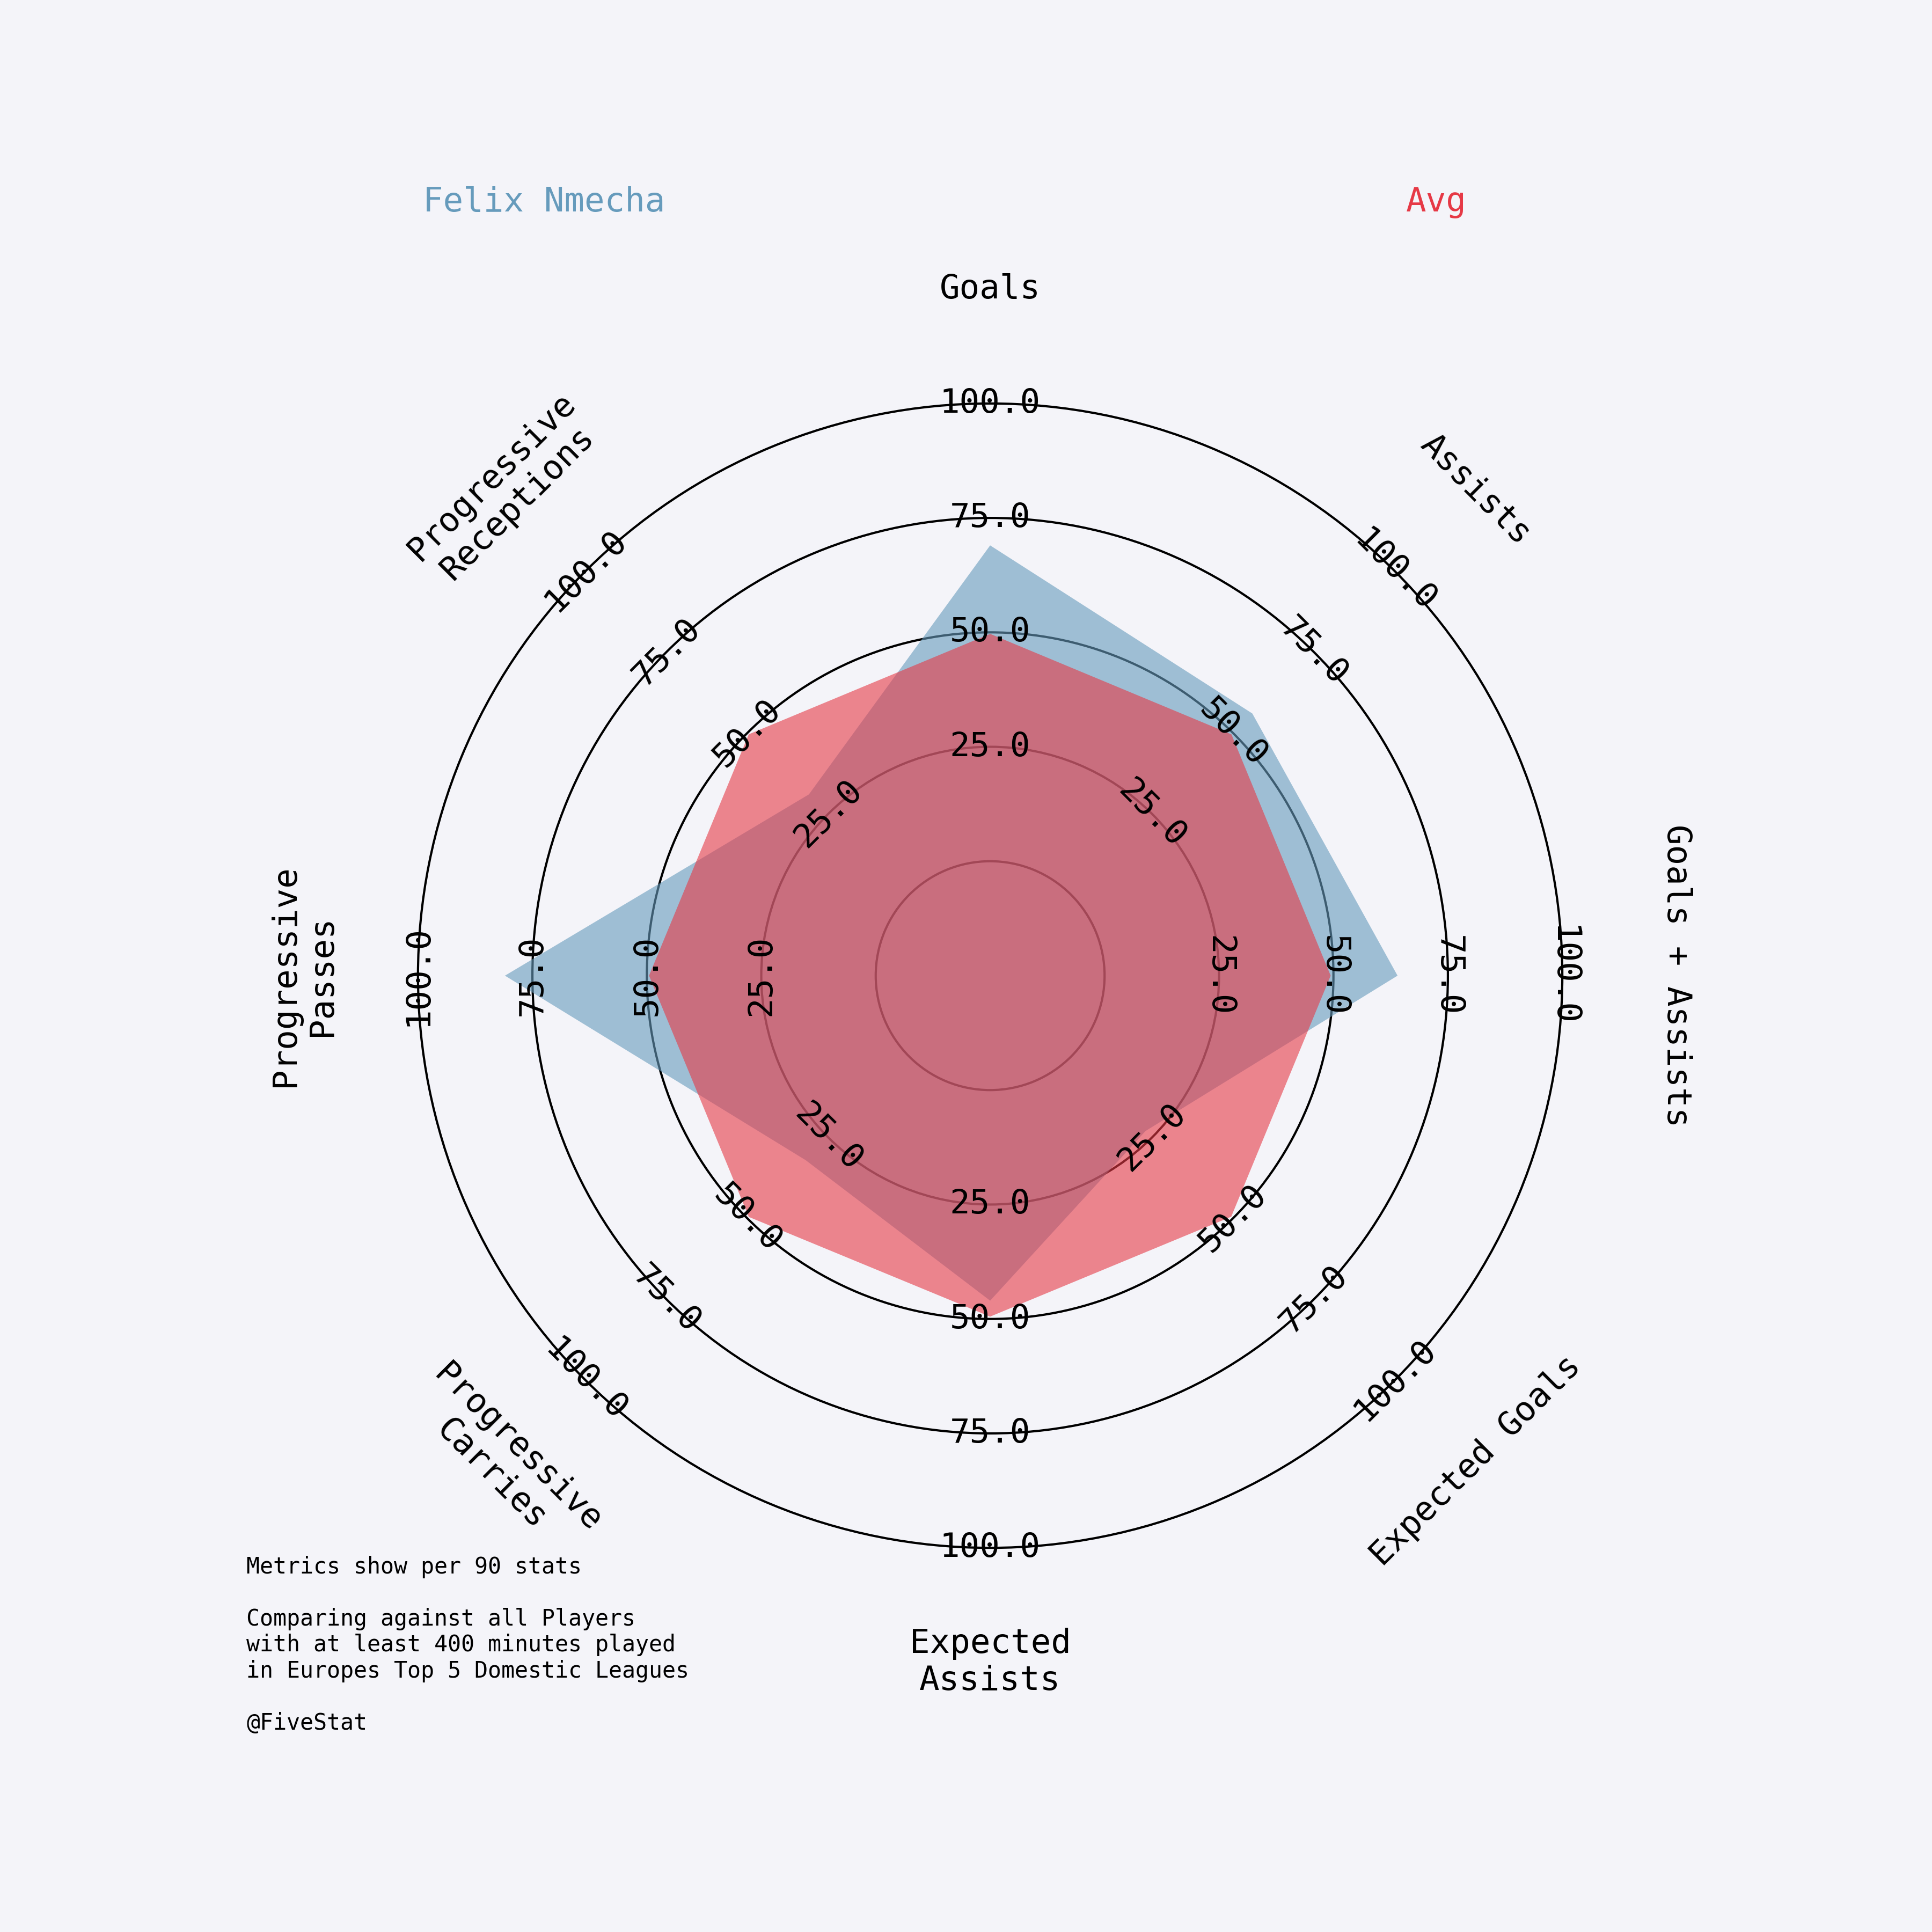 Felix Nmecha
Avg
Goals
Assists
Goals + Assists
Expected Goals
Expected
Assists
Progressive
Carries
Progressive
Passes
Progressive
Receptions
100.0
75.0
50.0
25.0
100.0
75.0
50.0
25.0
100.0
75.0
50.0
25.0
100.0
75.0
50.0
25.0
25.0
50.0
75.0
100.0
25.0
50.0
75.0
100.0
100.0
75.0
50.0
25.0
100.0
75.0
50.0
25.0
Metrics show per 90 stats
Comparing against all Players
with at least 400 minutes played
in Europes Top 5 Domestic Leagues
@FiveStat